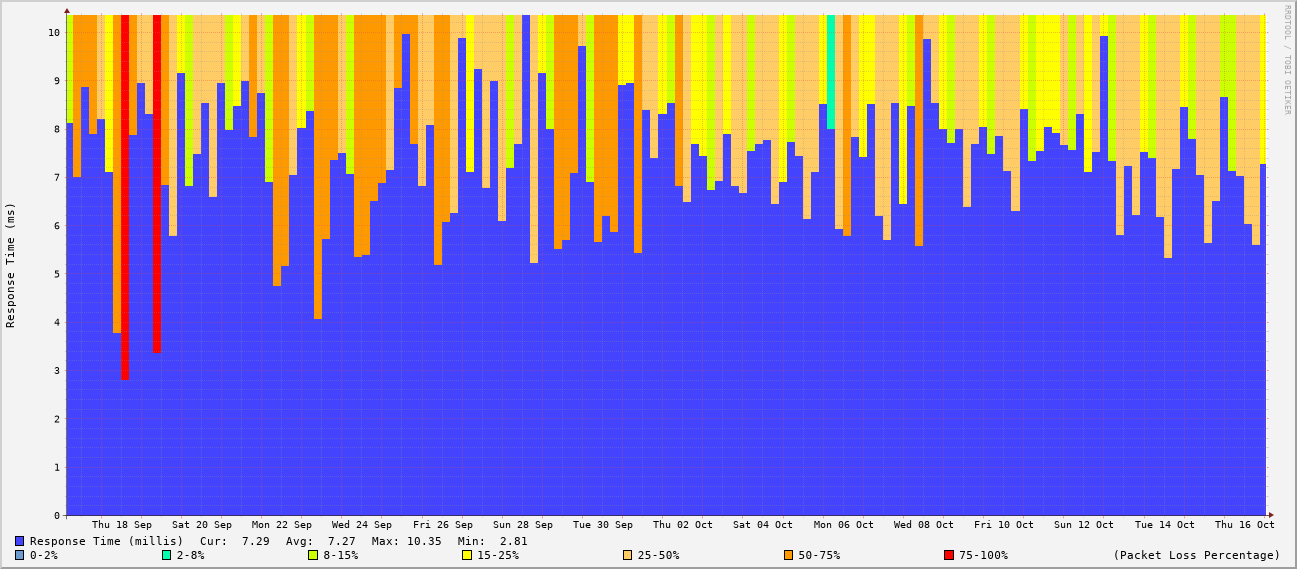 RRDTOOL / TOBI OETIKER
Response Time (ms)
10
9
8
7
6
5
4
3
2
1
0
Thu 18 Sep Sat 20 Sep Mon 22 Sep Wed 24 Sep Fri 26 Sep Sun 28 Sep Tue 30 Sep Thu 02 Oct Sat 04 Oct Mon 06 Oct Wed 08 Oct Fri 10 Oct Sun 12 Oct Tue 14 Oct Thu 16 Oct
Response Time (millis) Cur: 7.29 Avg: 7.27 Max: 10.35 Min: 2.81
0-2% 2-8% 8-15% 15-25% 25-50% 50-75% 75-100% (Packet Loss Percentage)